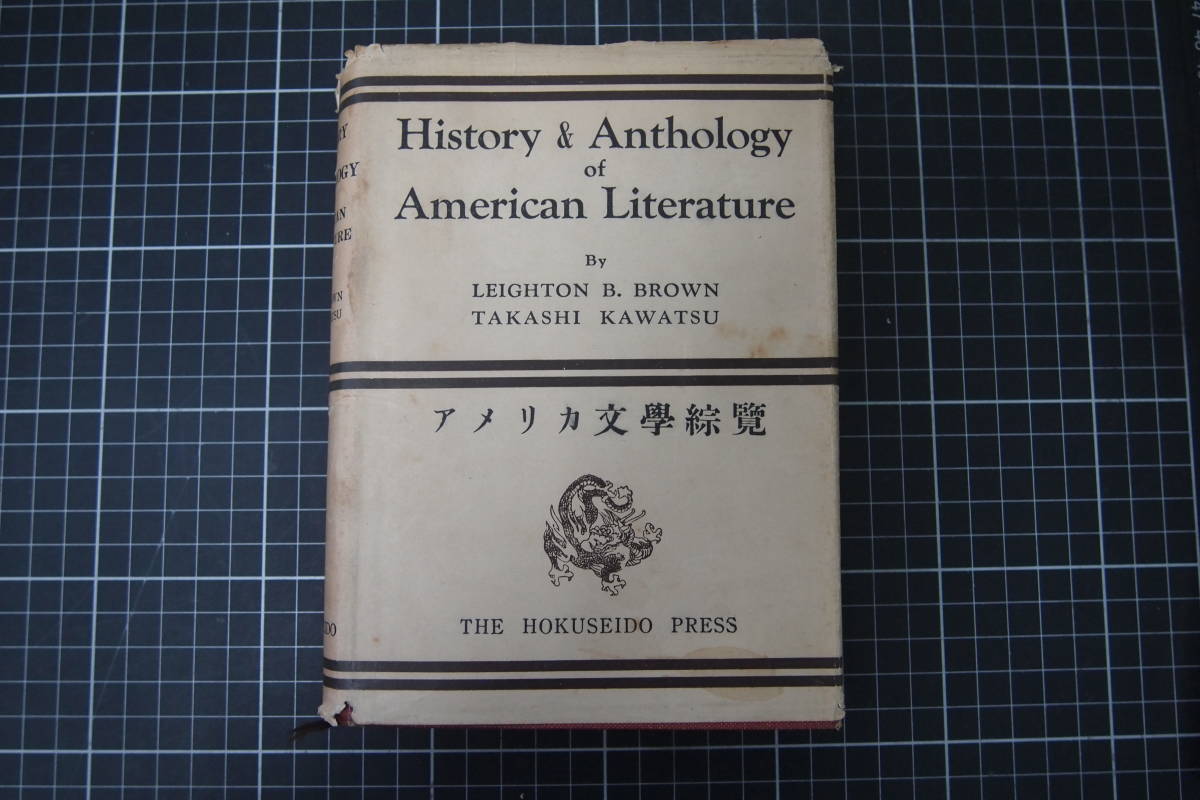 History & Anthology
of
American Literature
By
LEIGHTON B. BROWN
TAKASHI KAWATSU
アメリカ文學綜覽
THE HOKUSEIDO PRESS